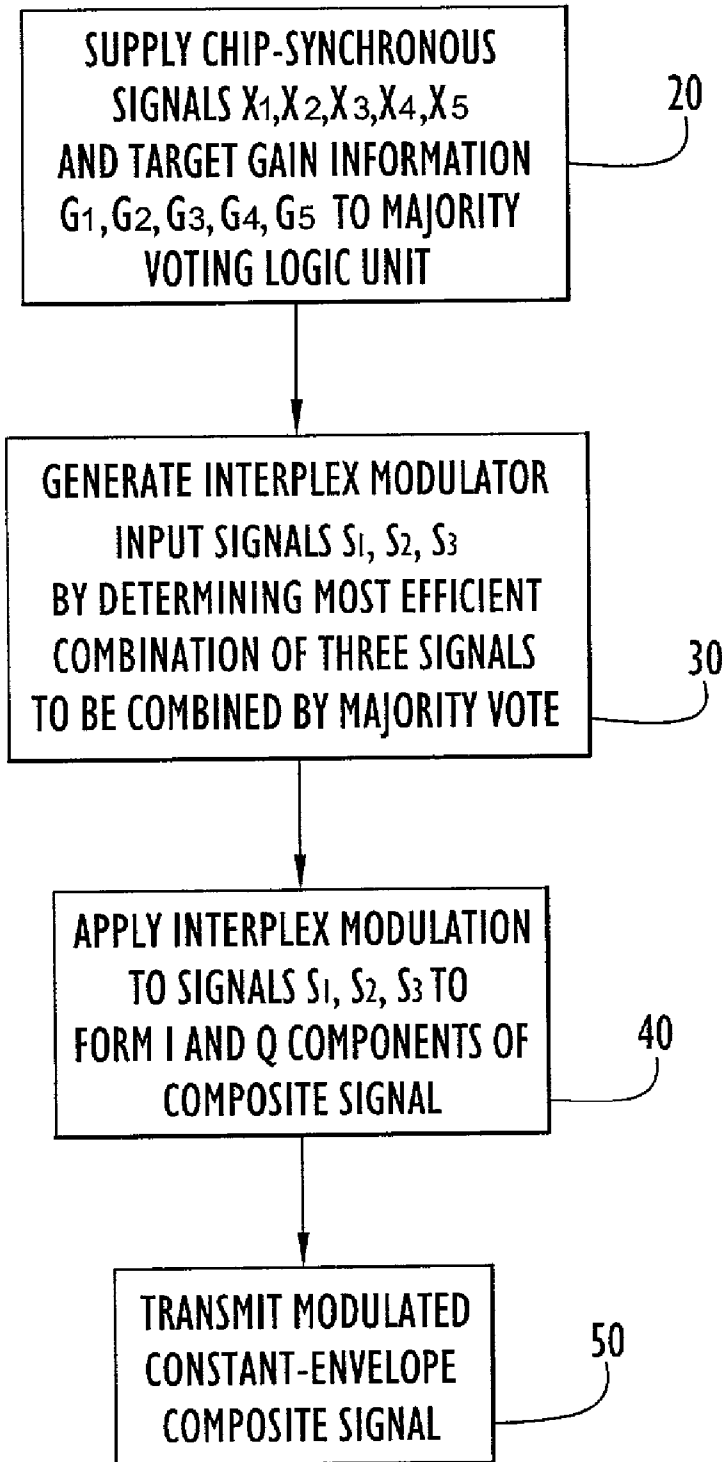 SUPPLY CHIP-SYNCHRONOUS
SIGNALS X1,X2,X3,X4,X5
AND TARGET GAIN INFORMATION
G1,G2,G3,G4,G5 TO MAJORITY
VOTING LOGIC UNIT
20
GENERATE INTERPLEX MODULATOR
INPUT SIGNALS S1, S2, S3
BY DETERMINING MOST EFFICIENT
COMBINATION OF THREE SIGNALS
TO BE COMBINED BY MAJORITY VOTE
30
APPLY INTERPLEX MODULATION
TO SIGNALS S1, S2, S3 TO
FORM I AND Q COMPONENTS OF
COMPOSITE SIGNAL
40
TRANSMIT MODULATED
CONSTANT-ENVELOPE
COMPOSITE SIGNAL
50